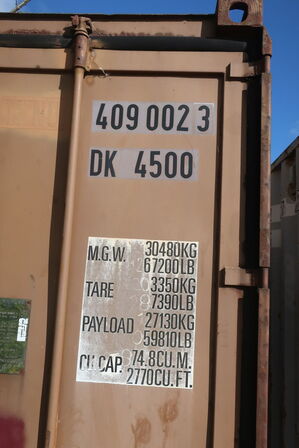 409 002 3
DK 4500
M.G.W. 30480KG
67200LB
TARE 3350KG
7390LB
PAYLOAD 27130KG
59810LB
CU.CAP. 74.8CU.M.
2770CU.FT.